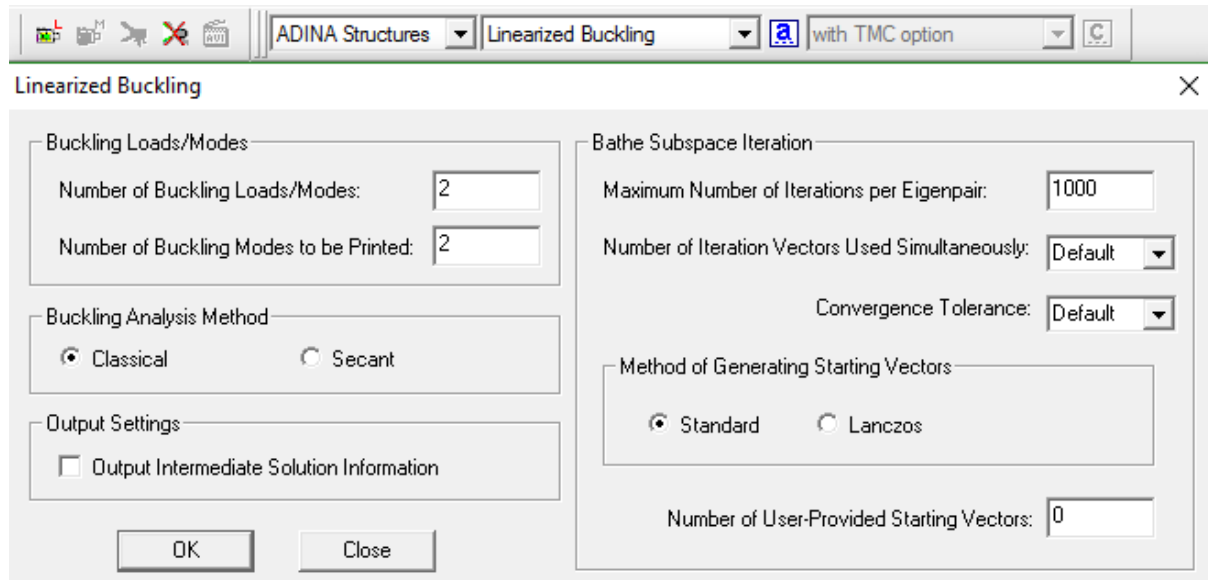 ADINA Structures Linearized Buckling a with TMC option C
Linearized Buckling
Buckling Loads/Modes
Number of Buckling Loads/Modes: 2
Number of Buckling Modes to be Printed: 2
Buckling Analysis Method
Classical Secant
Output Settings
Output Intermediate Solution Information
OK Close
Bathe Subspace Iteration
Maximum Number of Iterations per Eigenpair: 1000
Number of Iteration Vectors Used Simultaneously: Default
Convergence Tolerance: Default
Method of Generating Starting Vectors
Standard Lanczos
Number of User-Provided Starting Vectors: 0